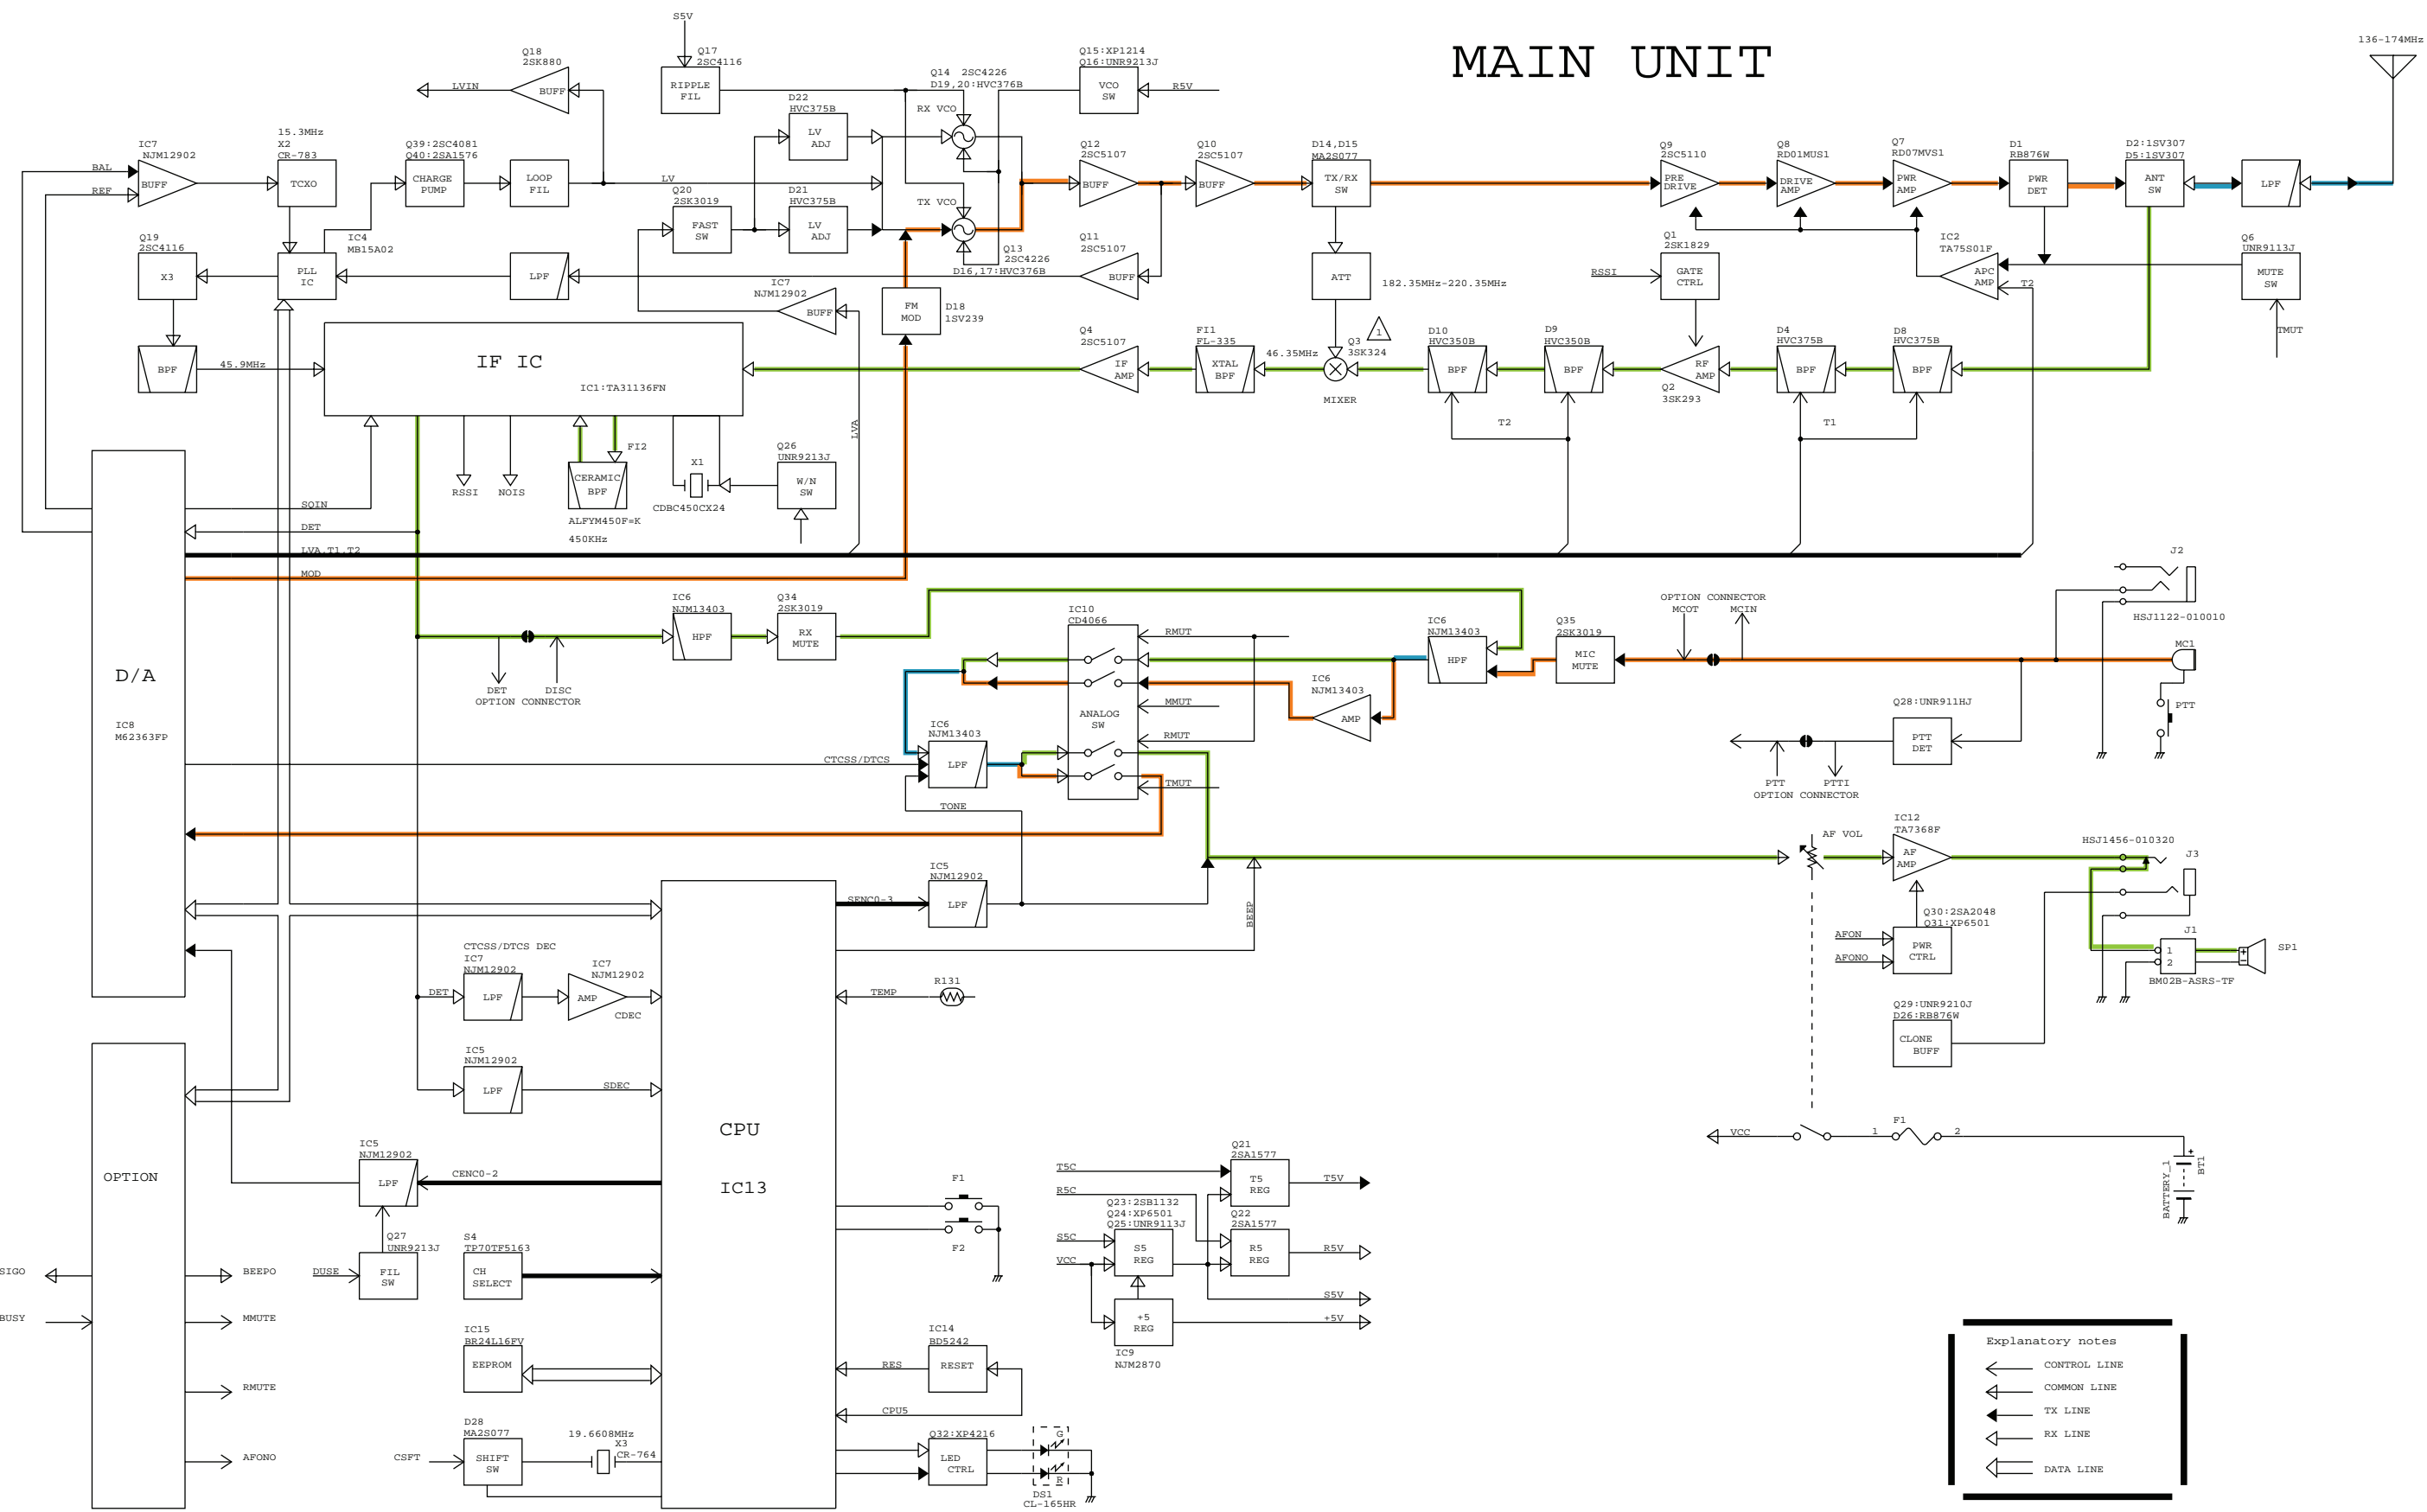 MAIN UNIT
136-174MHz
S5V
Q18
2SK880
BUFF
LVIN
Q17
2SC4116
RIPPLE
FIL
Q14 2SC4226
D19,20:HVC376B
RX VCO
Q15:XP1214
Q16:UNR9213J
VCO
SW
R5V
D22
HVC375B
LV
ADJ
IC7
NJM12902
BUFF
BAL
REF
15.3MHz
X2
CR-783
TCXO
Q39:2SC4081
Q40:2SA1576
CHARGE
PUMP
LOOP
FIL
LV
Q20
2SK3019
FAST
SW
D21
HVC375B
LV
ADJ
TX VCO
Q13
2SC4226
D16,17:HVC376B
Q12
2SC5107
BUFF
Q10
2SC5107
BUFF
D14,D15
MA2S077
TX/RX
SW
Q9
2SC5110
PRE
DRIVE
Q8
RD01MUS1
DRIVE
AMP
Q7
RD07MVS1
PWR
AMP
D1
RB876W
PWR
DET
D2:1SV307
D5:1SV307
ANT
SW
LPF
Q19
2SC4116
X3
IC4
MB15A02
PLL
IC
LPF
Q11
2SC5107
BUFF
IC7
NJM12902
BUFF
FM
MOD
D18
1SV239
ATT
182.35MHz-220.35MHz
Q1
2SK1829
GATE
CTRL
RSSI
IC2
TA75S01F
APC
AMP
T2
Q6
UNR9113J
MUTE
SW
TMUT
BPF
45.9MHz
IF IC
IC1:TA31136FN
Q4
2SC5107
IF
AMP
FI1
FL-335
XTAL
BPF
46.35MHz
Q3
3SK324
1
MIXER
D10
HVC350B
BPF
D9
HVC350B
BPF
RF
AMP
Q2
3SK293
D4
HVC375B
BPF
D8
HVC375B
BPF
T2
T1
LVA
RSSI
NOIS
FI2
CERAMIC
BPF
ALFYM450F=K
450KHz
X1
CDBC450CX24
Q26
UNR9213J
W/N
SW
D/A
IC8
M62363FP
SQIN
DET
LVA,T1,T2
MOD
DET
DISC
OPTION CONNECTOR
IC6
NJM13403
HPF
Q34
2SK3019
RX
MUTE
IC10
CD4066
ANALOG
SW
RMUT
MMUT
RMUT
TMUT
IC6
NJM13403
AMP
IC6
NJM13403
HPF
Q35
2SK3019
MIC
MUTE
OPTION CONNECTOR
MCOT
MCIN
J2
HSJ1122-010010
MC1
PTT
Q28:UNR911HJ
PTT
DET
PTT
PTTI
OPTION CONNECTOR
IC6
NJM13403
LPF
CTCSS/DTCS
TONE
AF VOL
IC12
TA7368F
AF
AMP
HSJ1456-010320
J3
Q30:2SA2048
Q31:XP6501
PWR
CTRL
AFON
AFONO
J1
1
2
BM02B-ASRS-TF
SP1
+
−
Q29:UNR9210J
D26:RB876W
CLONE
BUFF
SENC0-3
IC5
NJM12902
LPF
BEEP
CTCSS/DTCS DEC
IC7
NJM12902
LPF
DET
IC7
NJM12902
AMP
CDEC
TEMP
R131
IC5
NJM12902
LPF
SDEC
CPU
IC13
OPTION
IC5
NJM12902
LPF
CENC0-2
Q27
UNR9213J
FIL
SW
DUSE
S4
TP70TF5163
CH
SELECT
IC15
BR24L16FV
EEPROM
D28
MA2S077
SHIFT
SW
CSFT
19.6608MHz
X3
CR-764
SIGO
BUSY
BEEPO
MMUTE
RMUTE
AFONO
F1
F2
T5C
R5C
S5C
VCC
Q21
2SA1577
T5
REG
T5V
Q23:2SB1132
Q24:XP6501
Q25:UNR9113J
S5
REG
Q22
2SA1577
R5
REG
R5V
S5V
+5V
+5
REG
IC9
NJM2870
IC14
BD5242
RESET
RES
CPU5
Q32:XP4216
LED
CTRL
G
R
DS1
CL-165HR
VCC
1
F1
2
+
BATTERY_1
BT1
Explanatory notes
CONTROL LINE
COMMON LINE
TX LINE
RX LINE
DATA LINE